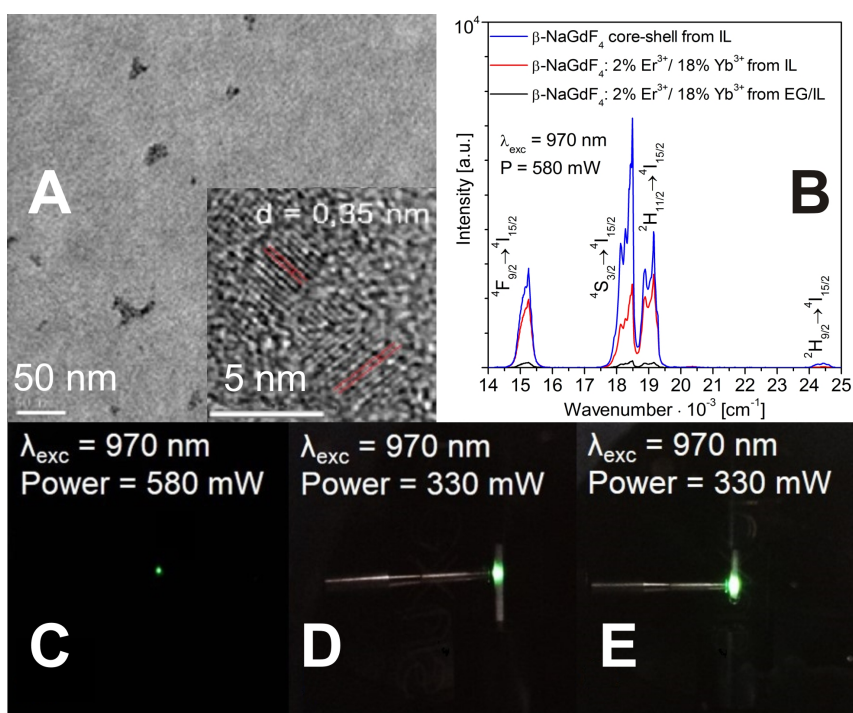 A
50 nm
d = 0,35 nm
5 nm
10⁴
β-NaGdF₄ core-shell from IL
β-NaGdF₄: 2% Er³⁺/ 18% Yb³⁺ from IL
β-NaGdF₄: 2% Er³⁺/ 18% Yb³⁺ from EG/IL
λexc = 970 nm
P = 580 mW
B
Intensity [a.u.]
⁴F₉/₂→⁴I₁₅/₂
⁴S₃/₂→⁴I₁₅/₂
²H₁₁/₂→⁴I₁₅/₂
²H₉/₂→⁴I₁₅/₂
14 15 16 17 18 19 20 21 22 23 24 25
Wavenumber · 10⁻³ [cm⁻¹]
λexc = 970 nm
Power = 580 mW
C
λexc = 970 nm
Power = 330 mW
D
λexc = 970 nm
Power = 330 mW
E